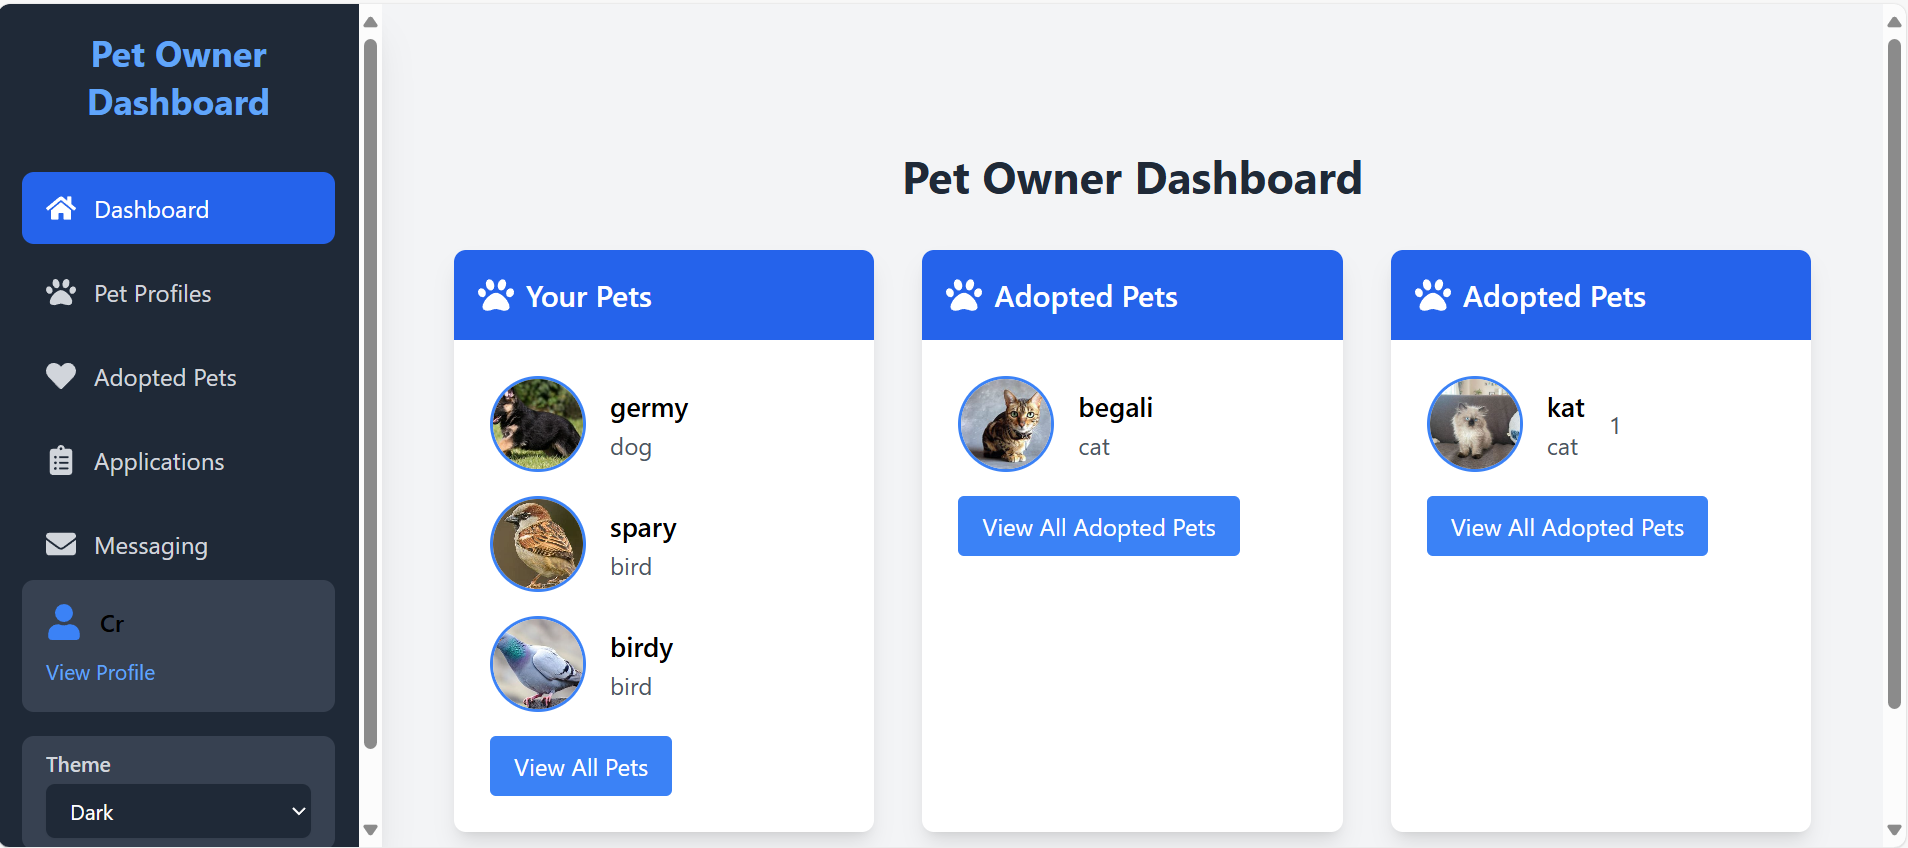 Pet Owner
Dashboard
Dashboard
Pet Profiles
Adopted Pets
Applications
Messaging
Cr
View Profile
Theme
Dark
Pet Owner Dashboard
Your Pets
germy
dog
spary
bird
birdy
bird
View All Pets
Adopted Pets
begali
cat
View All Adopted Pets
Adopted Pets
kat
cat
1
View All Adopted Pets